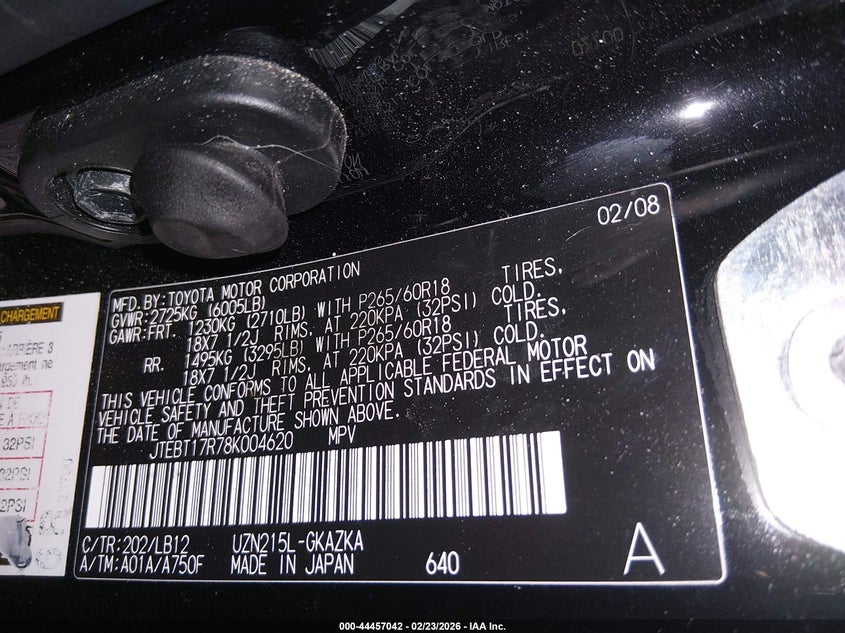 02/08
MFD.BY:TOYOTA MOTOR CORPORATION
GVWR:2725KG (6005LB)
GAWR:FRT. 1230KG (2710LB) WITH P265/60R18 TIRES,
18X7 1/2J RIMS, AT 220KPA (32PSI) COLD.
RR. 1495KG (3295LB) WITH P265/60R18 TIRES,
18X7 1/2J RIMS, AT 220KPA (32PSI) COLD.
THIS VEHICLE CONFORMS TO ALL APPLICABLE FEDERAL MOTOR
VEHICLE SAFETY AND THEFT PREVENTION STANDARDS IN EFFECT ON
THE DATE OF MANUFACTURE SHOWN ABOVE.
JTEBT17R78K004620 MPV
C/TR:202/LB12 UZN215L-GKAZKA
A/TM:A01A/A750F MADE IN JAPAN 640 A
CHARGEMENT
ARRIÈRE 3
32PSI
32PSI
32PSI
000-44457042 - 02/23/2026 - IAA Inc.